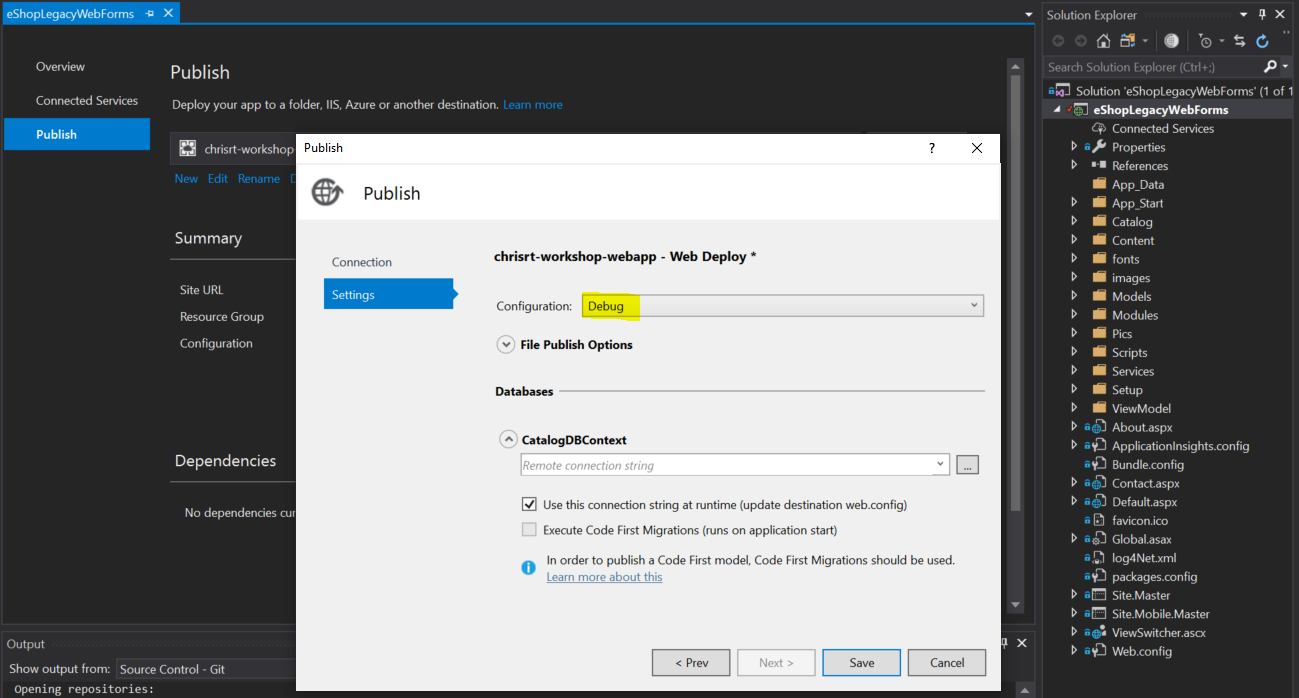 eShopLegacyWebForms
Overview
Connected Services
Publish
Publish
Deploy your app to a folder, IIS, Azure or another destination. Learn more
chrisrt-workshop-
New Edit Rename D
Summary
Site URL
Resource Group
Configuration
Dependencies
No dependencies cur
Output
Show output from: Source Control - Git
Opening repositories:
Publish
?
Publish
Connection
Settings
chrisrt-workshop-webapp - Web Deploy *
Configuration: Debug
File Publish Options
Databases
CatalogDBContext
Remote connection string
...
Use this connection string at runtime (update destination web.config)
Execute Code First Migrations (runs on application start)
In order to publish a Code First model, Code First Migrations should be used.
Learn more about this
< Prev
Next >
Save
Cancel
Solution Explorer
Search Solution Explorer (Ctrl+;)
Solution 'eShopLegacyWebForms' (1 of 1
eShopLegacyWebForms
Connected Services
Properties
References
App_Data
App_Start
Catalog
Content
fonts
images
Models
Modules
Pics
Scripts
Services
Setup
ViewModel
About.aspx
ApplicationInsights.config
Bundle.config
Contact.aspx
Default.aspx
favicon.ico
Global.asax
log4Net.xml
packages.config
Site.Master
Site.Mobile.Master
ViewSwitcher.ascx
Web.config